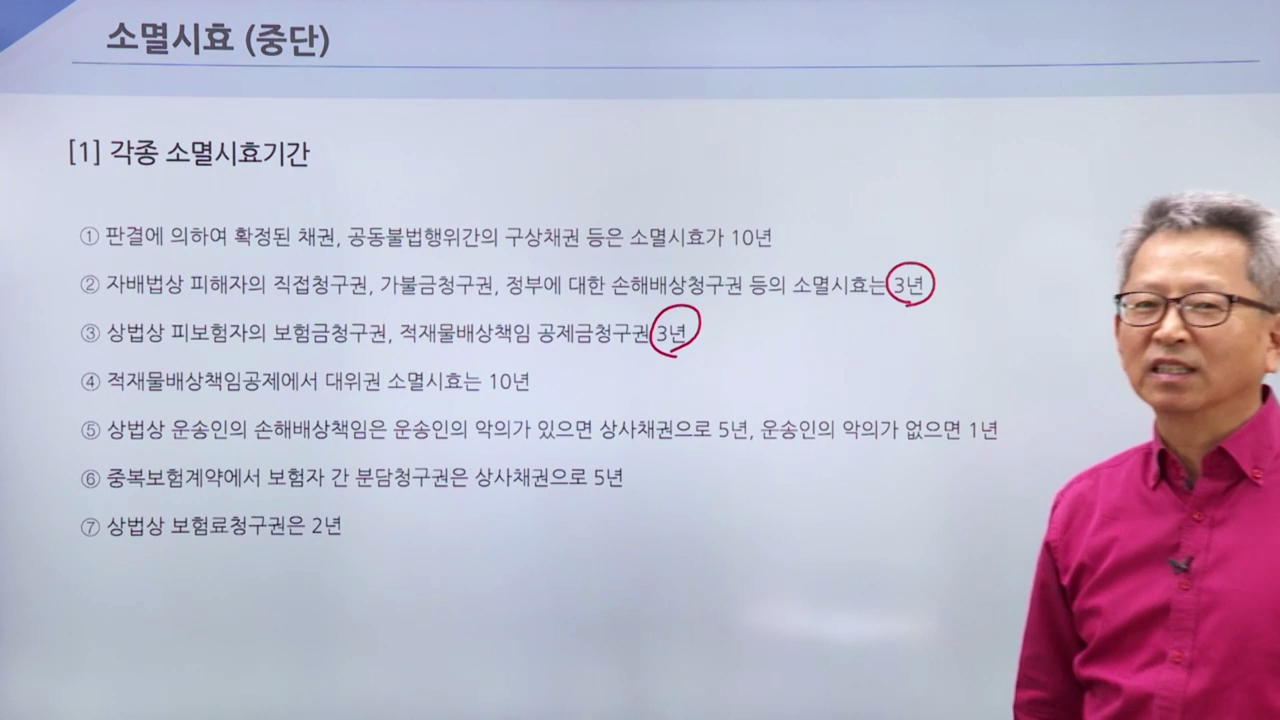 소멸시효 (중단)
[1] 각종 소멸시효기간
① 판결에 의하여 확정된 채권, 공동불법행위간의 구상채권 등은 소멸시효가 10년
② 자배법상 피해자의 직접청구권, 가불금청구권, 정부에 대한 손해배상청구권 등의 소멸시효는 3년
③ 상법상 피보험자의 보험금청구권, 적재물배상책임 공제금청구권 3년
④ 적재물배상책임공제에서 대위권 소멸시효는 10년
⑤ 상법상 운송인의 손해배상책임은 운송인의 악의가 있으면 상사채권으로 5년, 운송인의 악의가 없으면 1년
⑥ 중복보험계약에서 보험자 간 분담청구권은 상사채권으로 5년
⑦ 상법상 보험료청구권은 2년